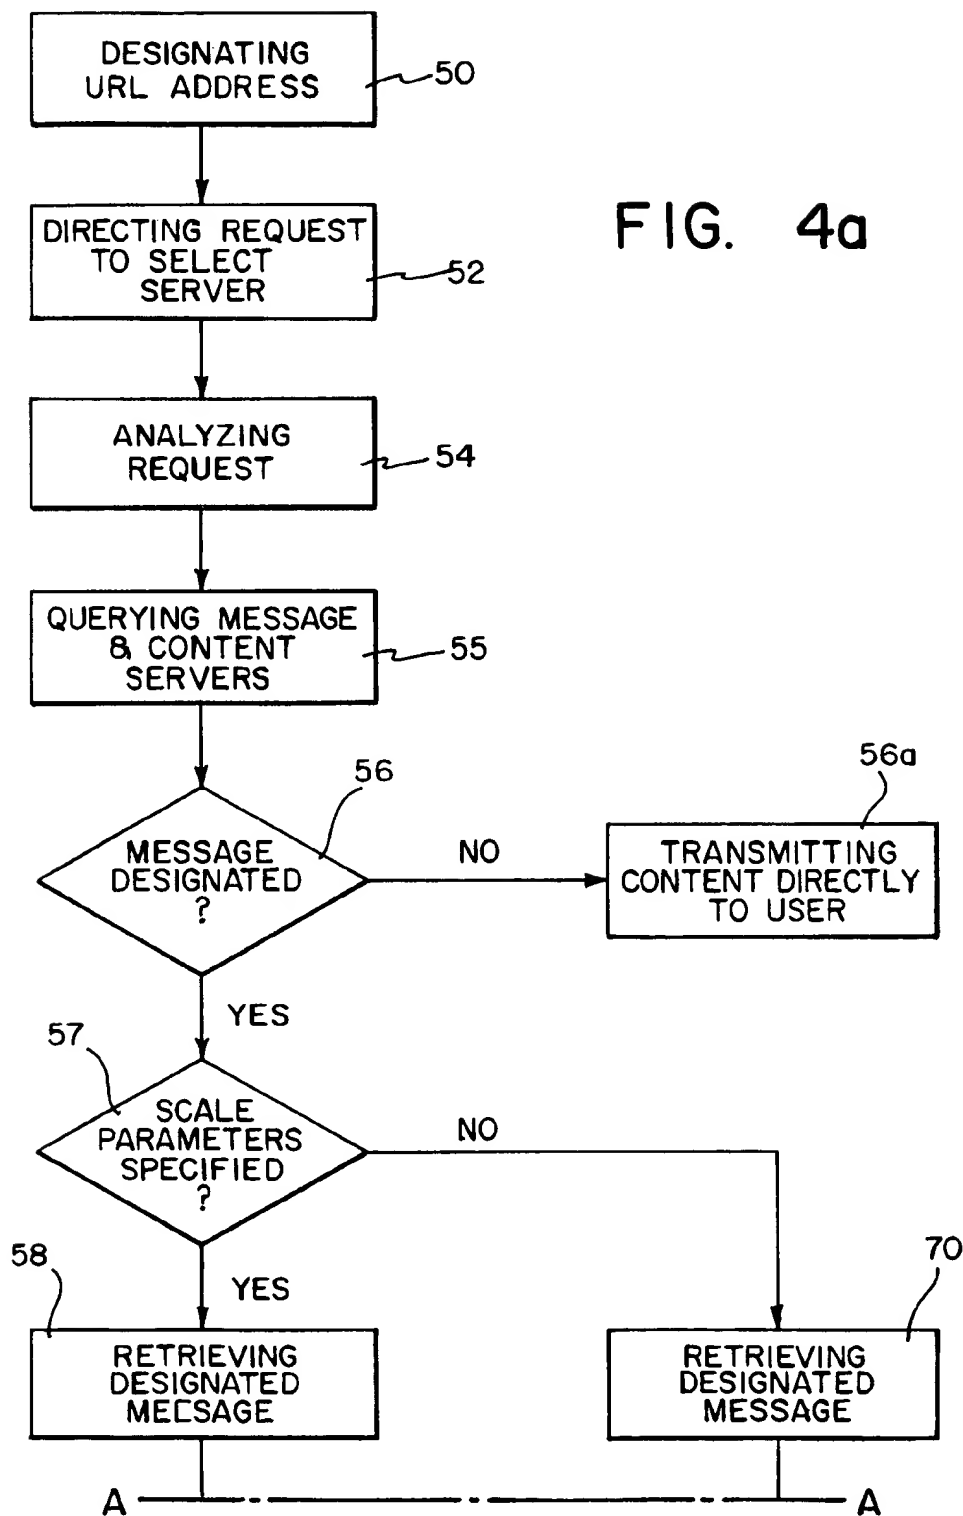 DESIGNATING
URL ADDRESS
50
DIRECTING REQUEST
TO SELECT
SERVER
52
FIG. 4a
ANALYZING
REQUEST
54
QUERYING MESSAGE
& CONTENT
SERVERS
55
56
MESSAGE
DESIGNATED
?
NO
56a
TRANSMITTING
CONTENT DIRECTLY
TO USER
YES
57
SCALE
PARAMETERS
SPECIFIED
?
NO
YES
58
RETRIEVING
DESIGNATED
MECSAGE
70
RETRIEVING
DESIGNATED
MESSAGE
A
A